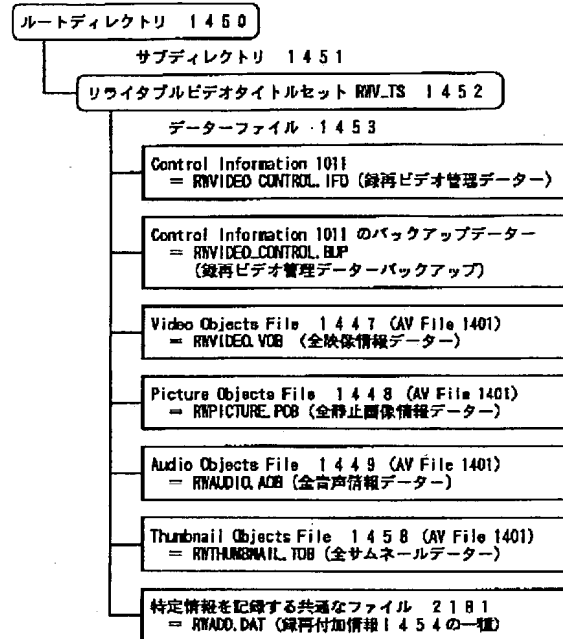 ルートディレクトリ 1450
サブディレクトリ 1451
リライタブルビデオタイトルセット RWV_TS 1452
データーファイル 1453
Control Information 1011
= RWVIDEO_CONTROL.IFO (録再ビデオ管理データー)
Control Information 1011 のバックアップデーター
= RWVIDEO_CONTROL.BUP
(録再ビデオ管理データーバックアップ)
Video Objects File 1447 (AV File 1401)
= RWVIDEO.VOB (全映像情報データー)
Picture Objects File 1448 (AV File 1401)
= RWPICTURE.POB (全静止画像情報データー)
Audio Objects File 1449 (AV File 1401)
= RWAUDIO.AOB (全音声情報データー)
Thumbnail Objects File 1458 (AV File 1401)
= RWTHUMBNAIL.TOB (全サムネールデーター)
特定情報を記録する共通なファイル 2181
= RWADD.DAT (録再付加情報1454の一種)